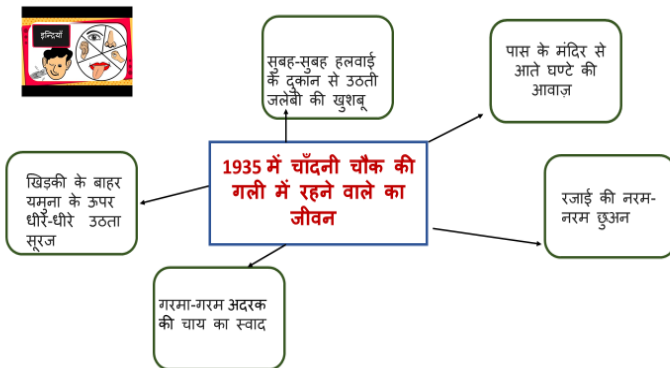 इन्द्रियाँ
सुबह-सुबह हलवाई
के दुकान से उठती
जलेबी की खुशबू
पास के मंदिर से
आते घण्टे की
आवाज़
1935 में चाँदनी चौक की
गली में रहने वाले का
जीवन
खिड़की के बाहर
यमुना के ऊपर
धीरे-धीरे उठता
सूरज
रजाई की नरम-
नरम छुअन
गरमा-गरम अदरक
की चाय का स्वाद